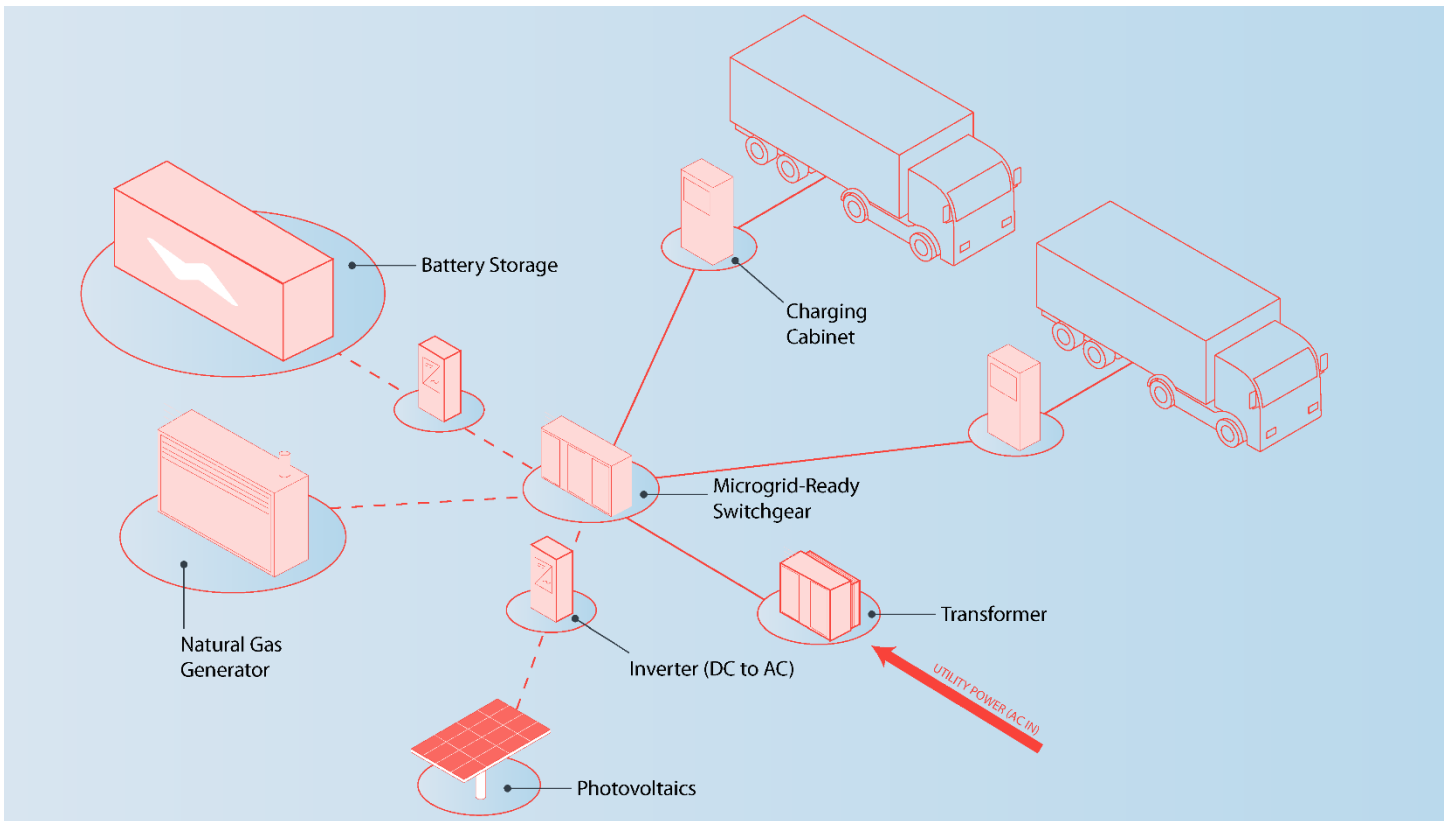 Battery Storage
Charging
Cabinet
Microgrid-Ready
Switchgear
Natural Gas
Generator
Inverter (DC to AC)
Transformer
UTILITY POWER (AC IN)
Photovoltaics